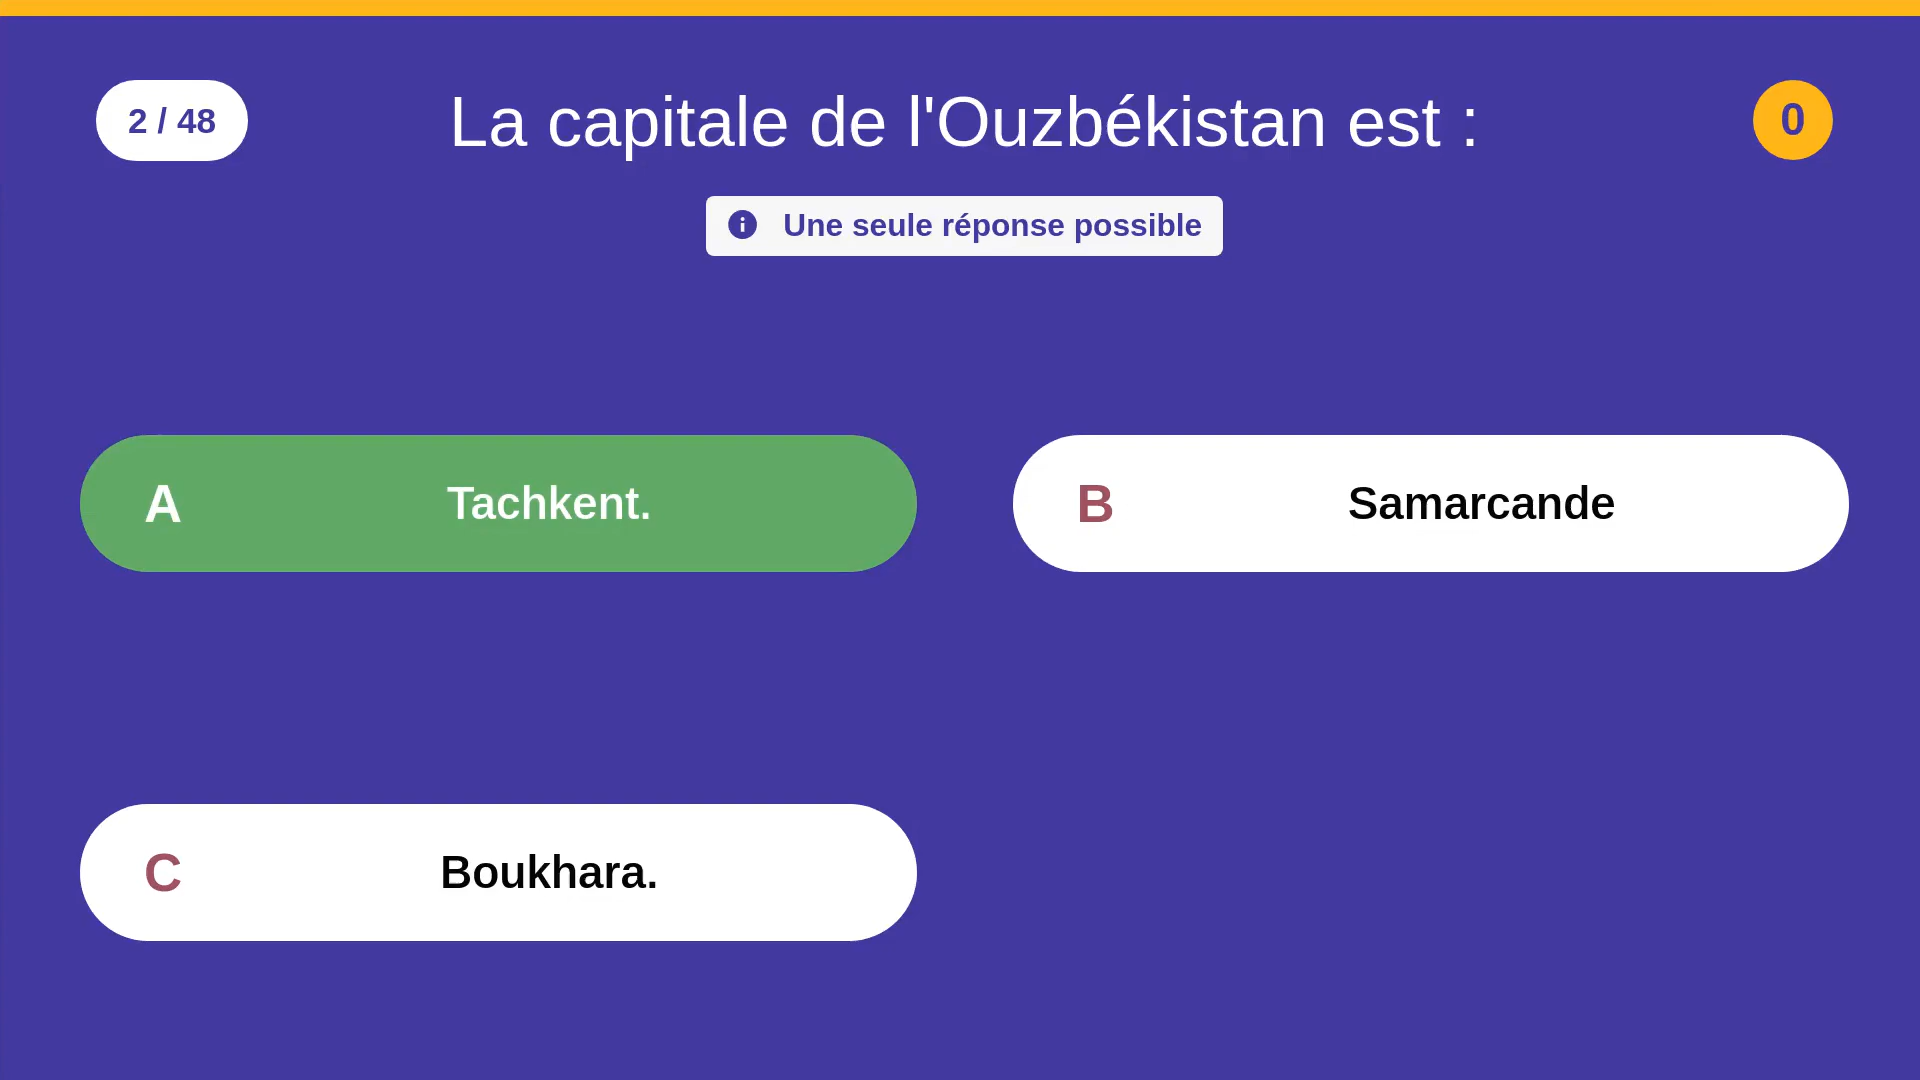 2 / 48
La capitale de l'Ouzbékistan est :
0
Une seule réponse possible
A
Tachkent.
B
Samarcande
C
Boukhara.